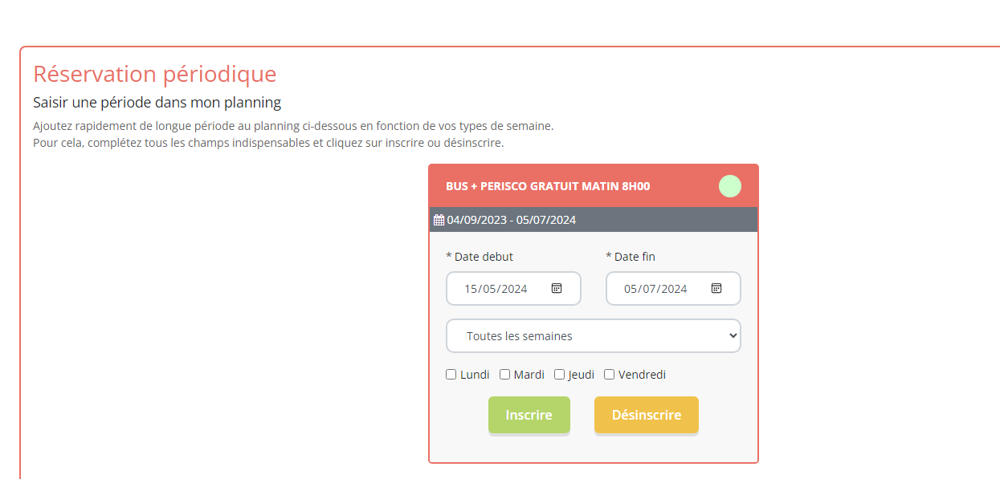 Réservation périodique
Saisir une période dans mon planning
Ajoutez rapidement de longue période au planning ci-dessous en fonction de vos types de semaine.
Pour cela, complétez tous les champs indispensables et cliquez sur inscrire ou désinscrire.
BUS + PERISCO GRATUIT MATIN 8H00
04/09/2023 - 05/07/2024
* Date debut * Date fin
15/05/2024 05/07/2024
Toutes les semaines
Lundi Mardi Jeudi Vendredi
Inscrire Désinscrire